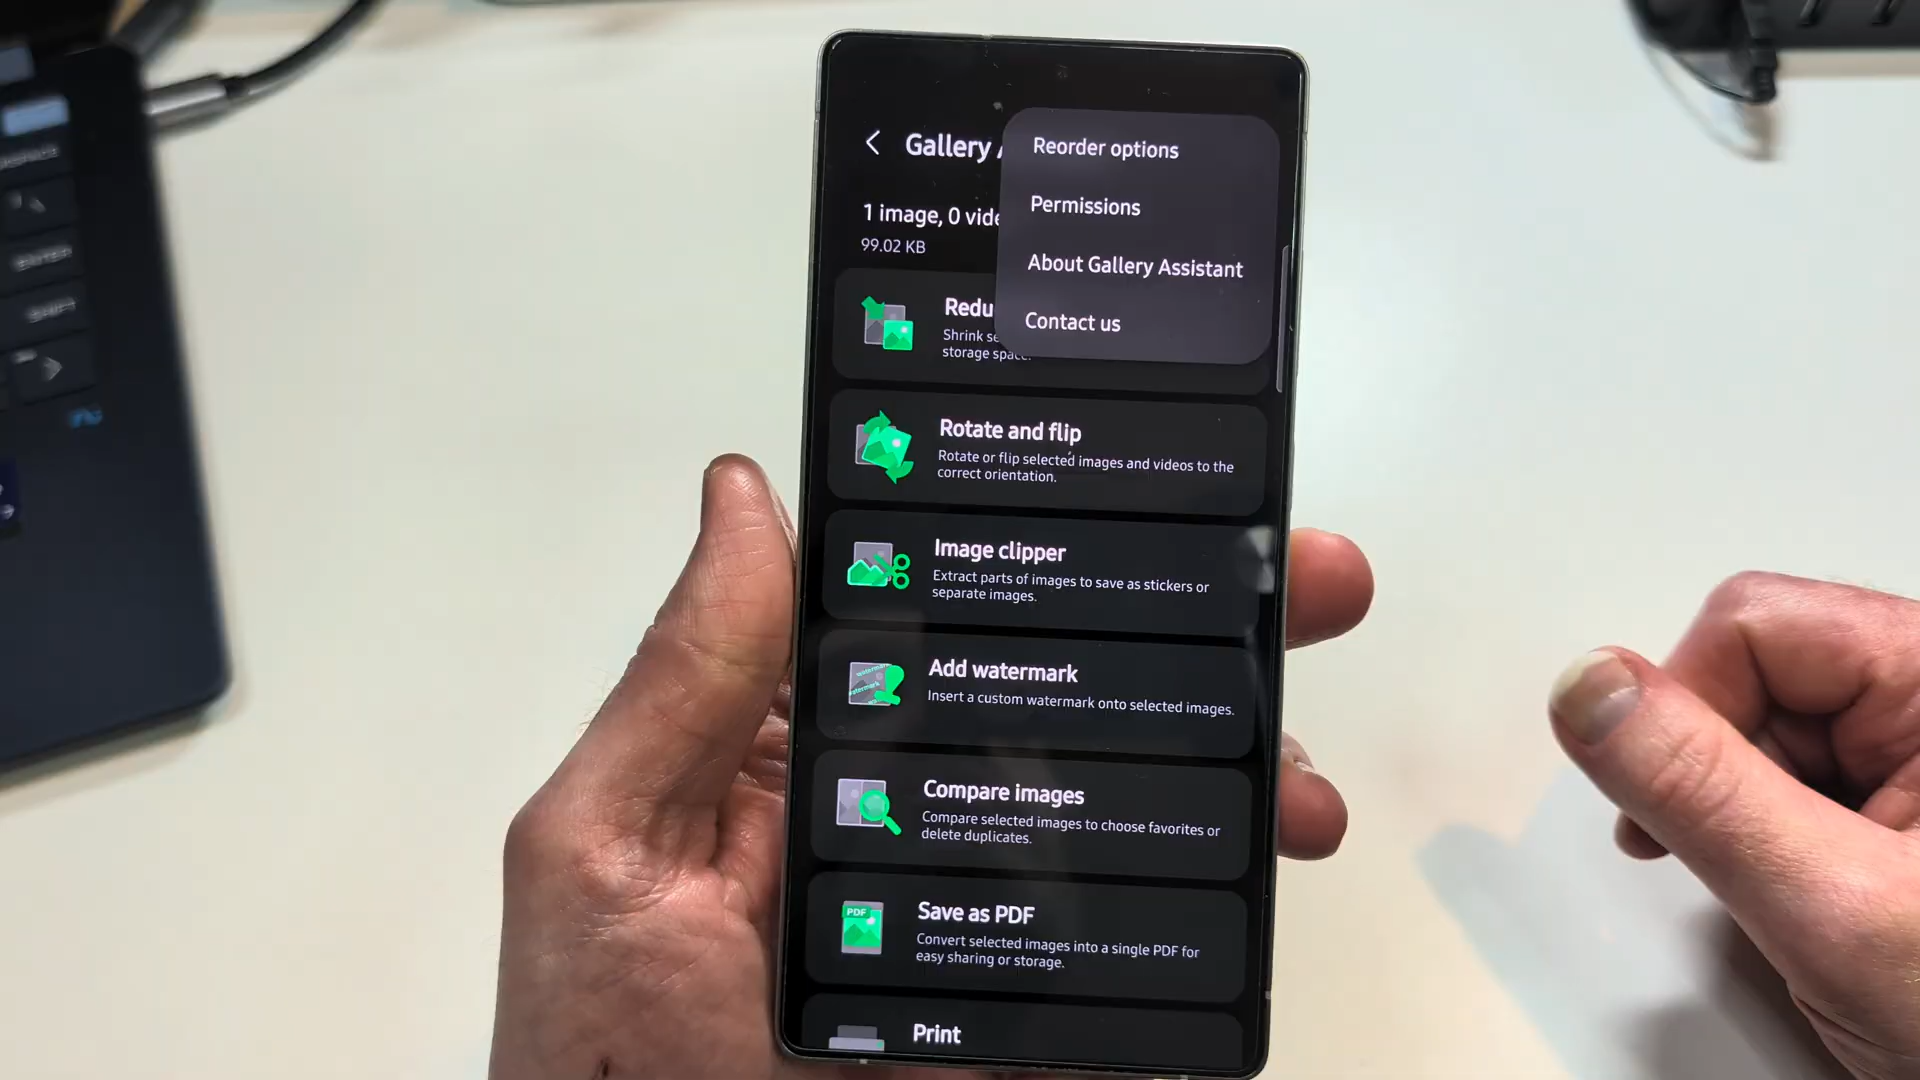 Gallery
Reorder options
Permissions
About Gallery Assistant
Contact us
1 image, 0
99.02 KB
Shrink
storage space.
Rotate and flip
Rotate or flip selected images and videos to the
correct orientation.
Image clipper
Extract parts of images to save as stickers or
separate images.
Add watermark
Insert a custom watermark onto selected images.
Compare images
Compare selected images to choose favorites or
delete duplicates.
PDF
Save as PDF
Convert selected images into a single PDF for
easy sharing or storage.
Print
ENTER
SHIFT